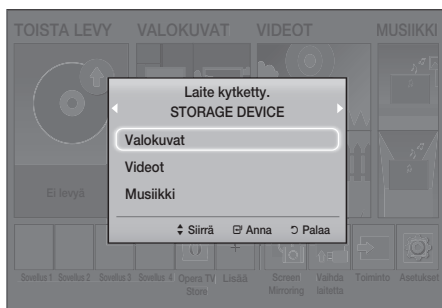 TOISTA LEVY VALOKUVAT VIDEOT MUSIIKKI
Laite kytketty.
STORAGE DEVICE
Valokuvat
Videot
Musiikki
Siirrä Anna Palaa
Ei levyä
Sovellus 1 Sovellus 2 Sovellus 3 Sovellus 4 Opera TV Store Lisää Screen Mirroring Vaihda laitetta Toiminto Asetukset